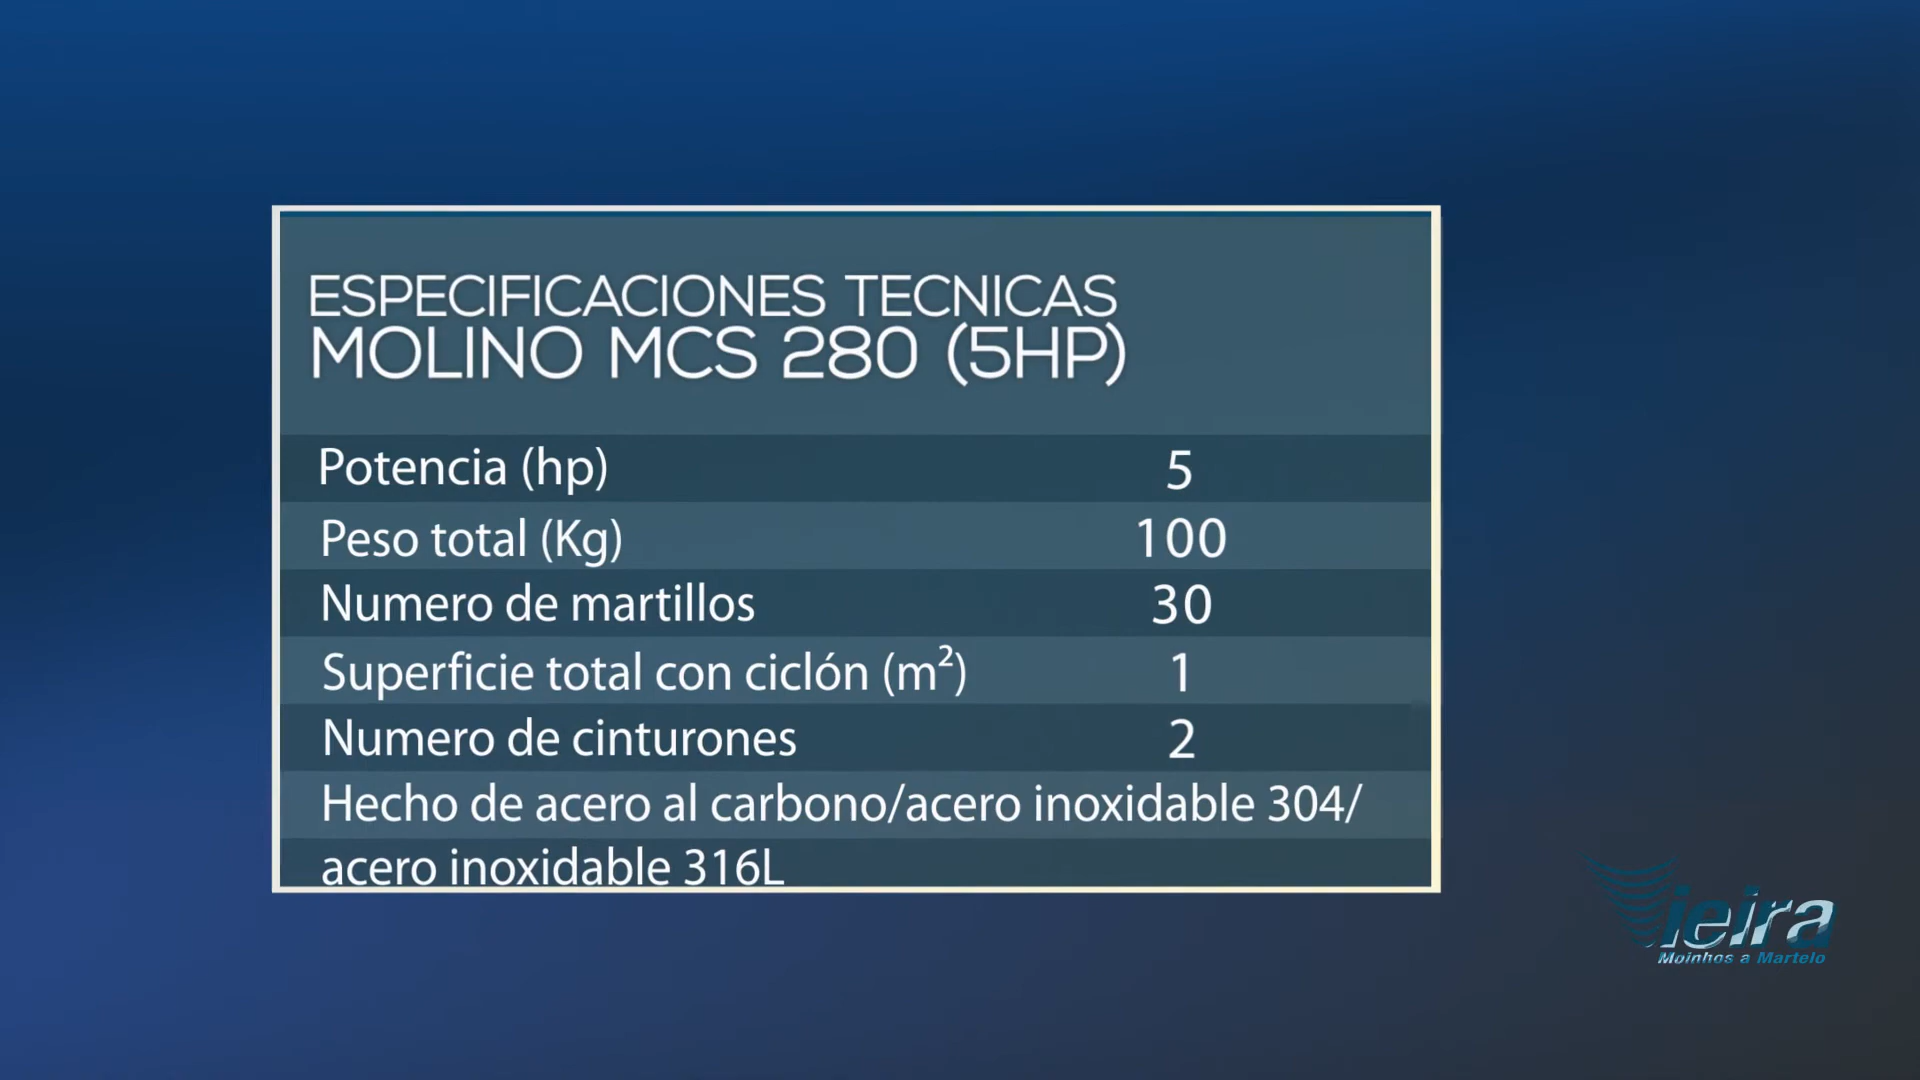 ESPECIFICACIONES TECNICAS
MOLINO MCS 280 (5HP)
Potencia (hp) 5
Peso total (Kg) 100
Numero de martillos 30
Superficie total con ciclón (m²) 1
Numero de cinturones 2
Hecho de acero al carbono/acero inoxidable 304/
acero inoxidable 316L
Vieira
Moinhos a Martelo